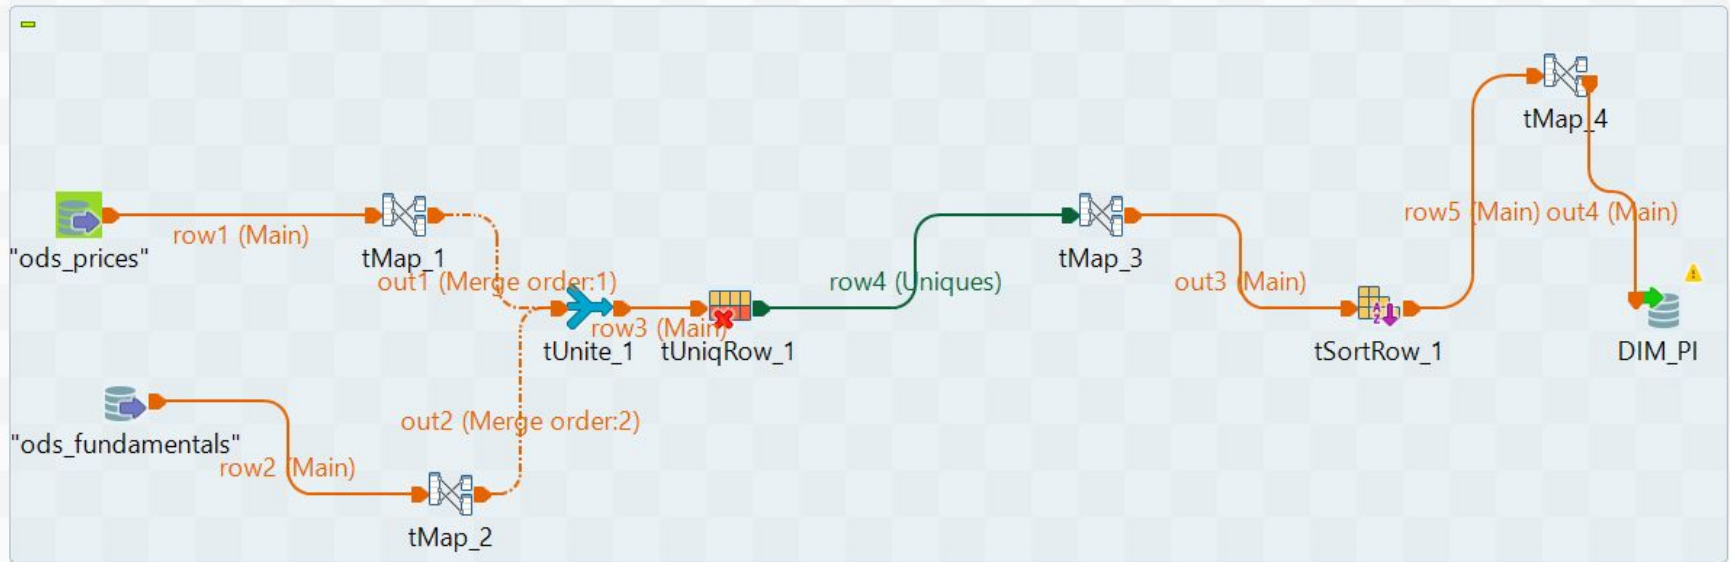 tMap_4
"ods_prices"
row1 (Main)
tMap_1
out1 (Merge order:1)
row3 (Main)
tUnite_1
tUniqRow_1
row4 (Uniques)
tMap_3
out3 (Main)
tSortRow_1
row5 (Main)
out4 (Main)
DIM_PI
"ods_fundamentals"
row2 (Main)
out2 (Merge order:2)
tMap_2